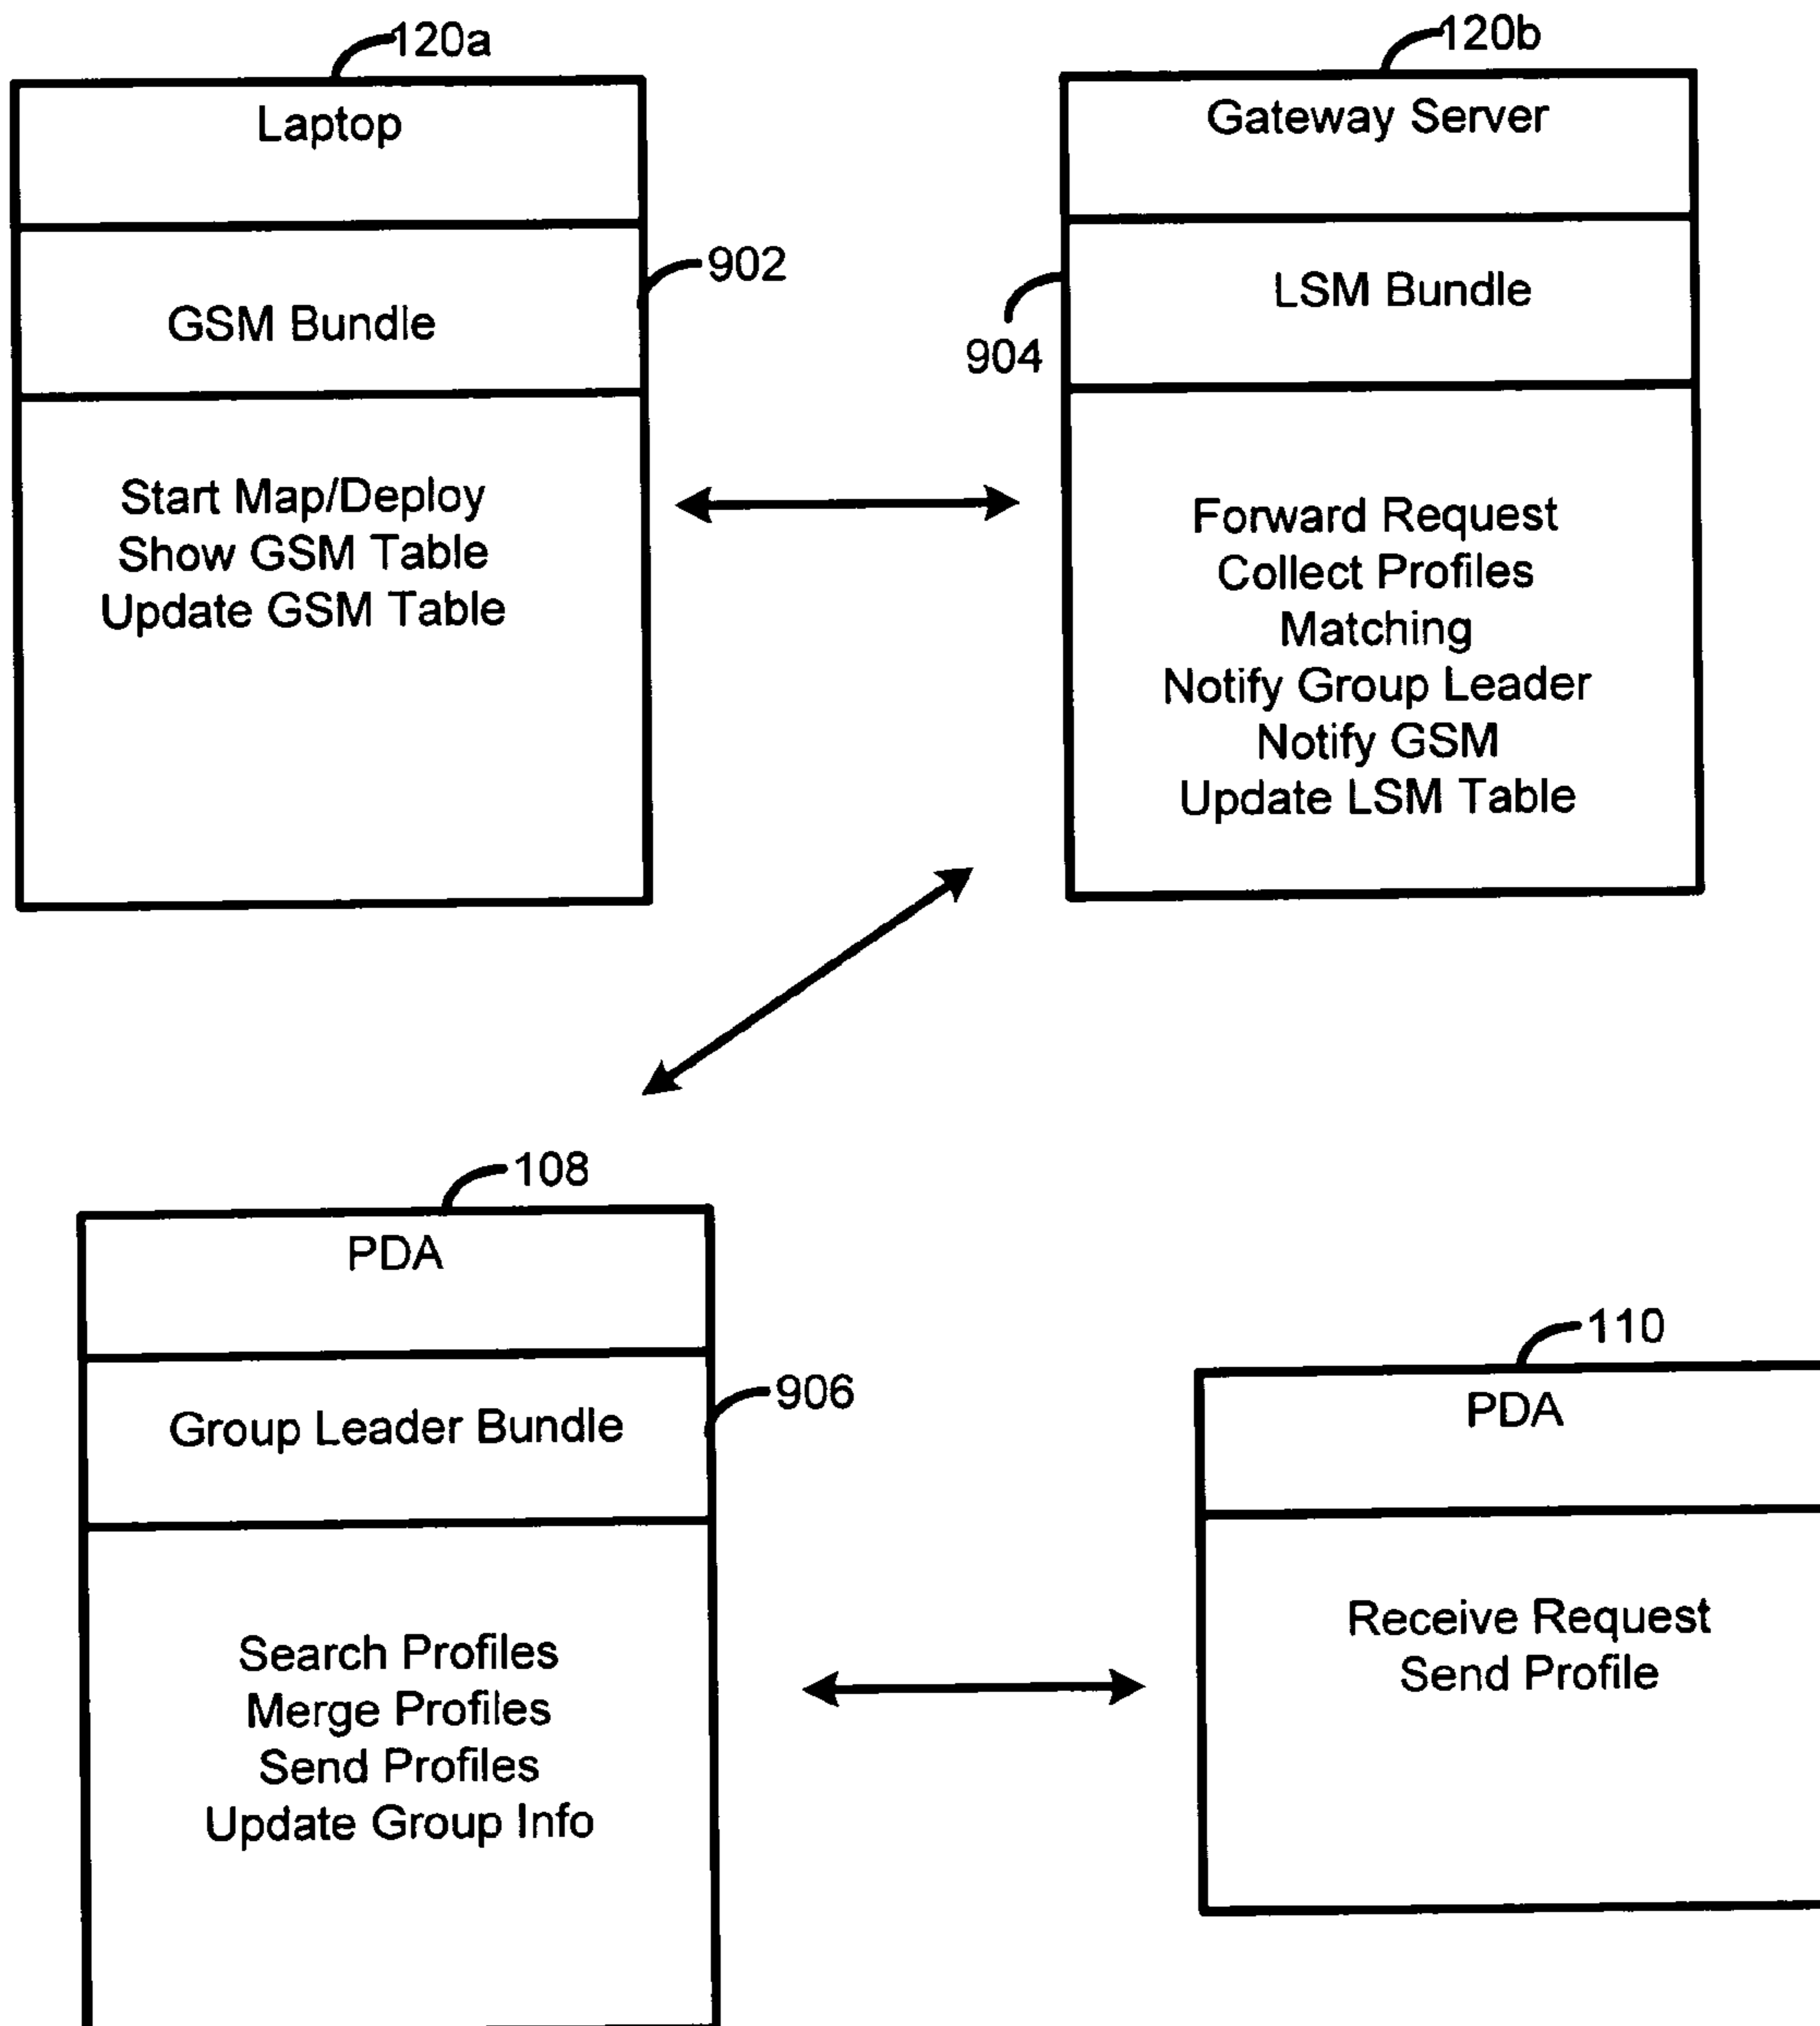 120a
Laptop
GSM Bundle
902
Start Map/Deploy
Show GSM Table
Update GSM Table
120b
Gateway Server
LSM Bundle
904
Forward Request
Collect Profiles
Matching
Notify Group Leader
Notify GSM
Update LSM Table
108
PDA
Group Leader Bundle
906
Search Profiles
Merge Profiles
Send Profiles
Update Group Info
110
PDA
Receive Request
Send Profile